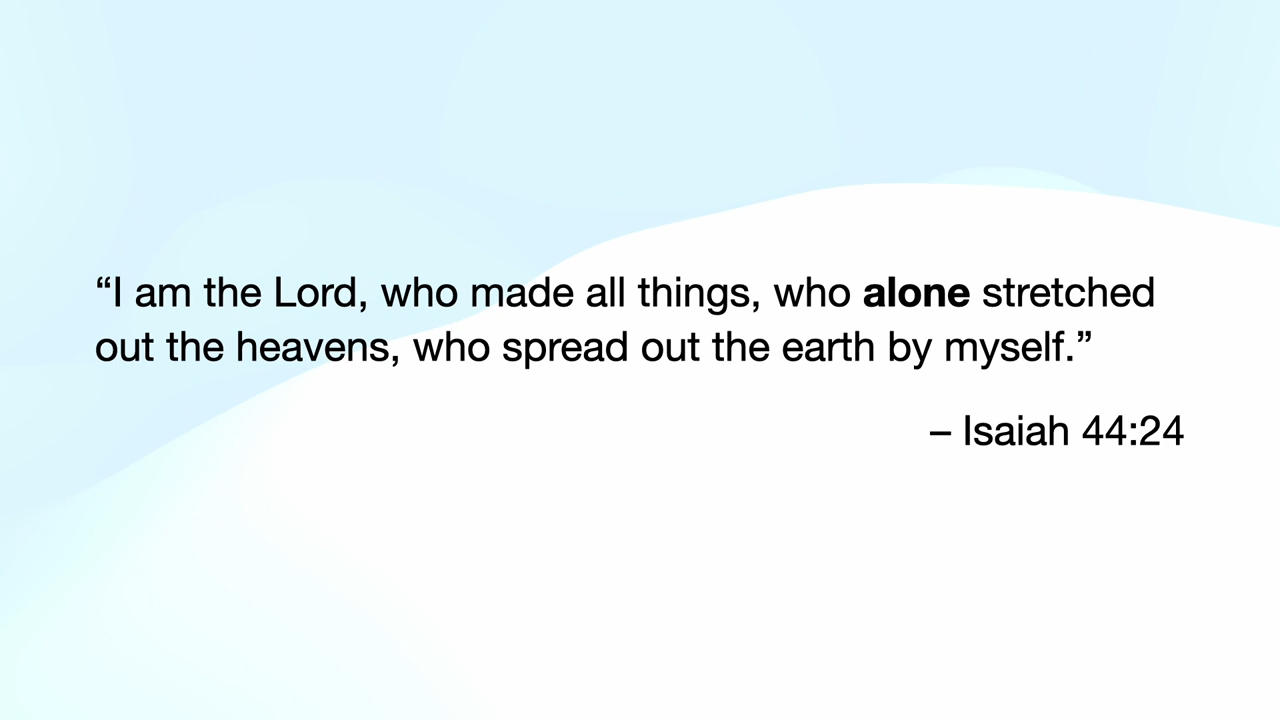 “I am the Lord, who made all things, who alone stretched
out the heavens, who spread out the earth by myself.”
– Isaiah 44:24